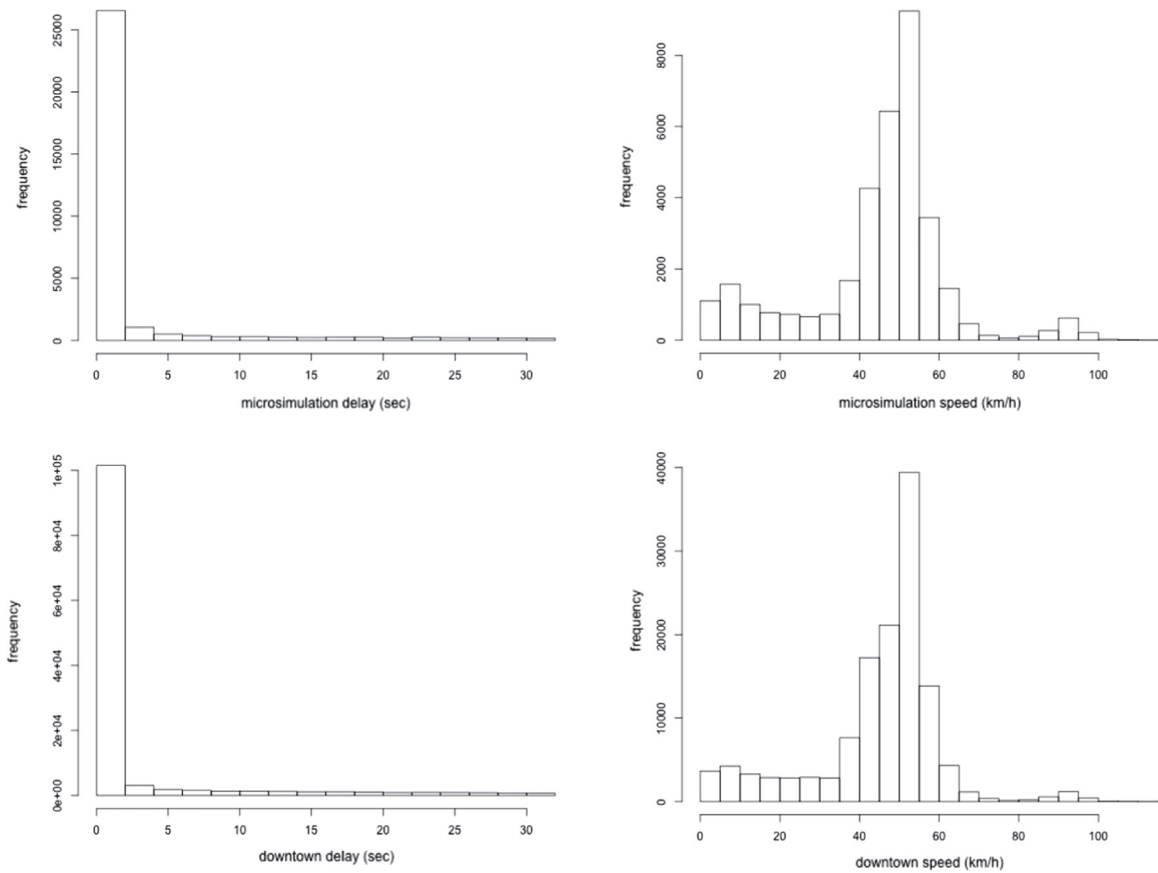 frequency
0 5000 10000 15000 20000 25000
0 5 10 15 20 25 30
microsimulation delay (sec)
frequency
0 2000 4000 6000 8000
0 20 40 60 80 100
microsimulation speed (km/h)
frequency
0e+00 2e+04 4e+04 6e+04 8e+04 1e+05
0 5 10 15 20 25 30
downtown delay (sec)
frequency
0 10000 20000 30000 40000
0 20 40 60 80 100
downtown speed (km/h)